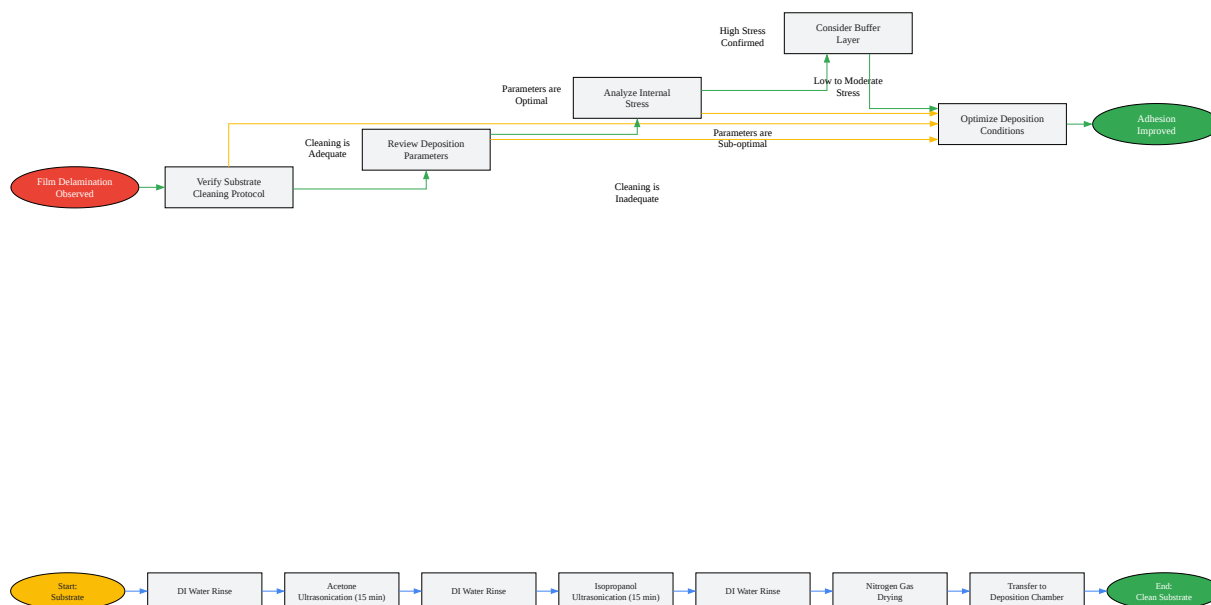 Consider Buffer
Layer
High Stress
Confirmed
Low to Moderate
Stress
Analyze Internal
Stress
Parameters are
Optimal
Optimize Deposition
Conditions
Adhesion
Improved
Parameters are
Sub-optimal
Review Deposition
Parameters
Cleaning is
Adequate
Film Delamination
Observed
Verify Substrate
Cleaning Protocol
Cleaning is
Inadequate
Start:
Substrate
DI Water Rinse
Acetone
Ultrasonication (15 min)
DI Water Rinse
Isopropanol
Ultrasonication (15 min)
DI Water Rinse
Nitrogen Gas
Drying
Transfer to
Deposition Chamber
End:
Clean Substrate